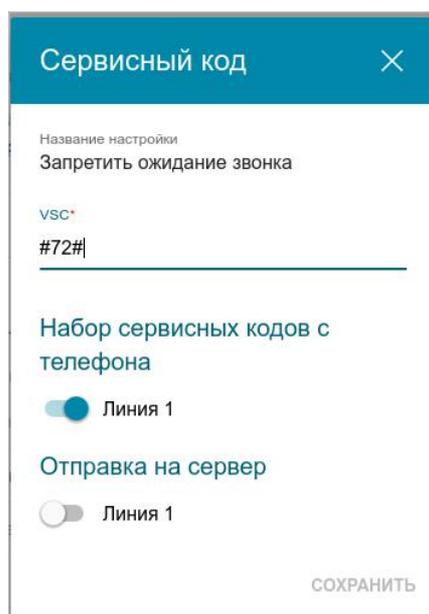 Сервисный код
Название настройки
Запретить ожидание звонка
VSC*
#72#
Набор сервисных кодов с
телефона
Линия 1
Отправка на сервер
Линия 1
СОХРАНИТЬ